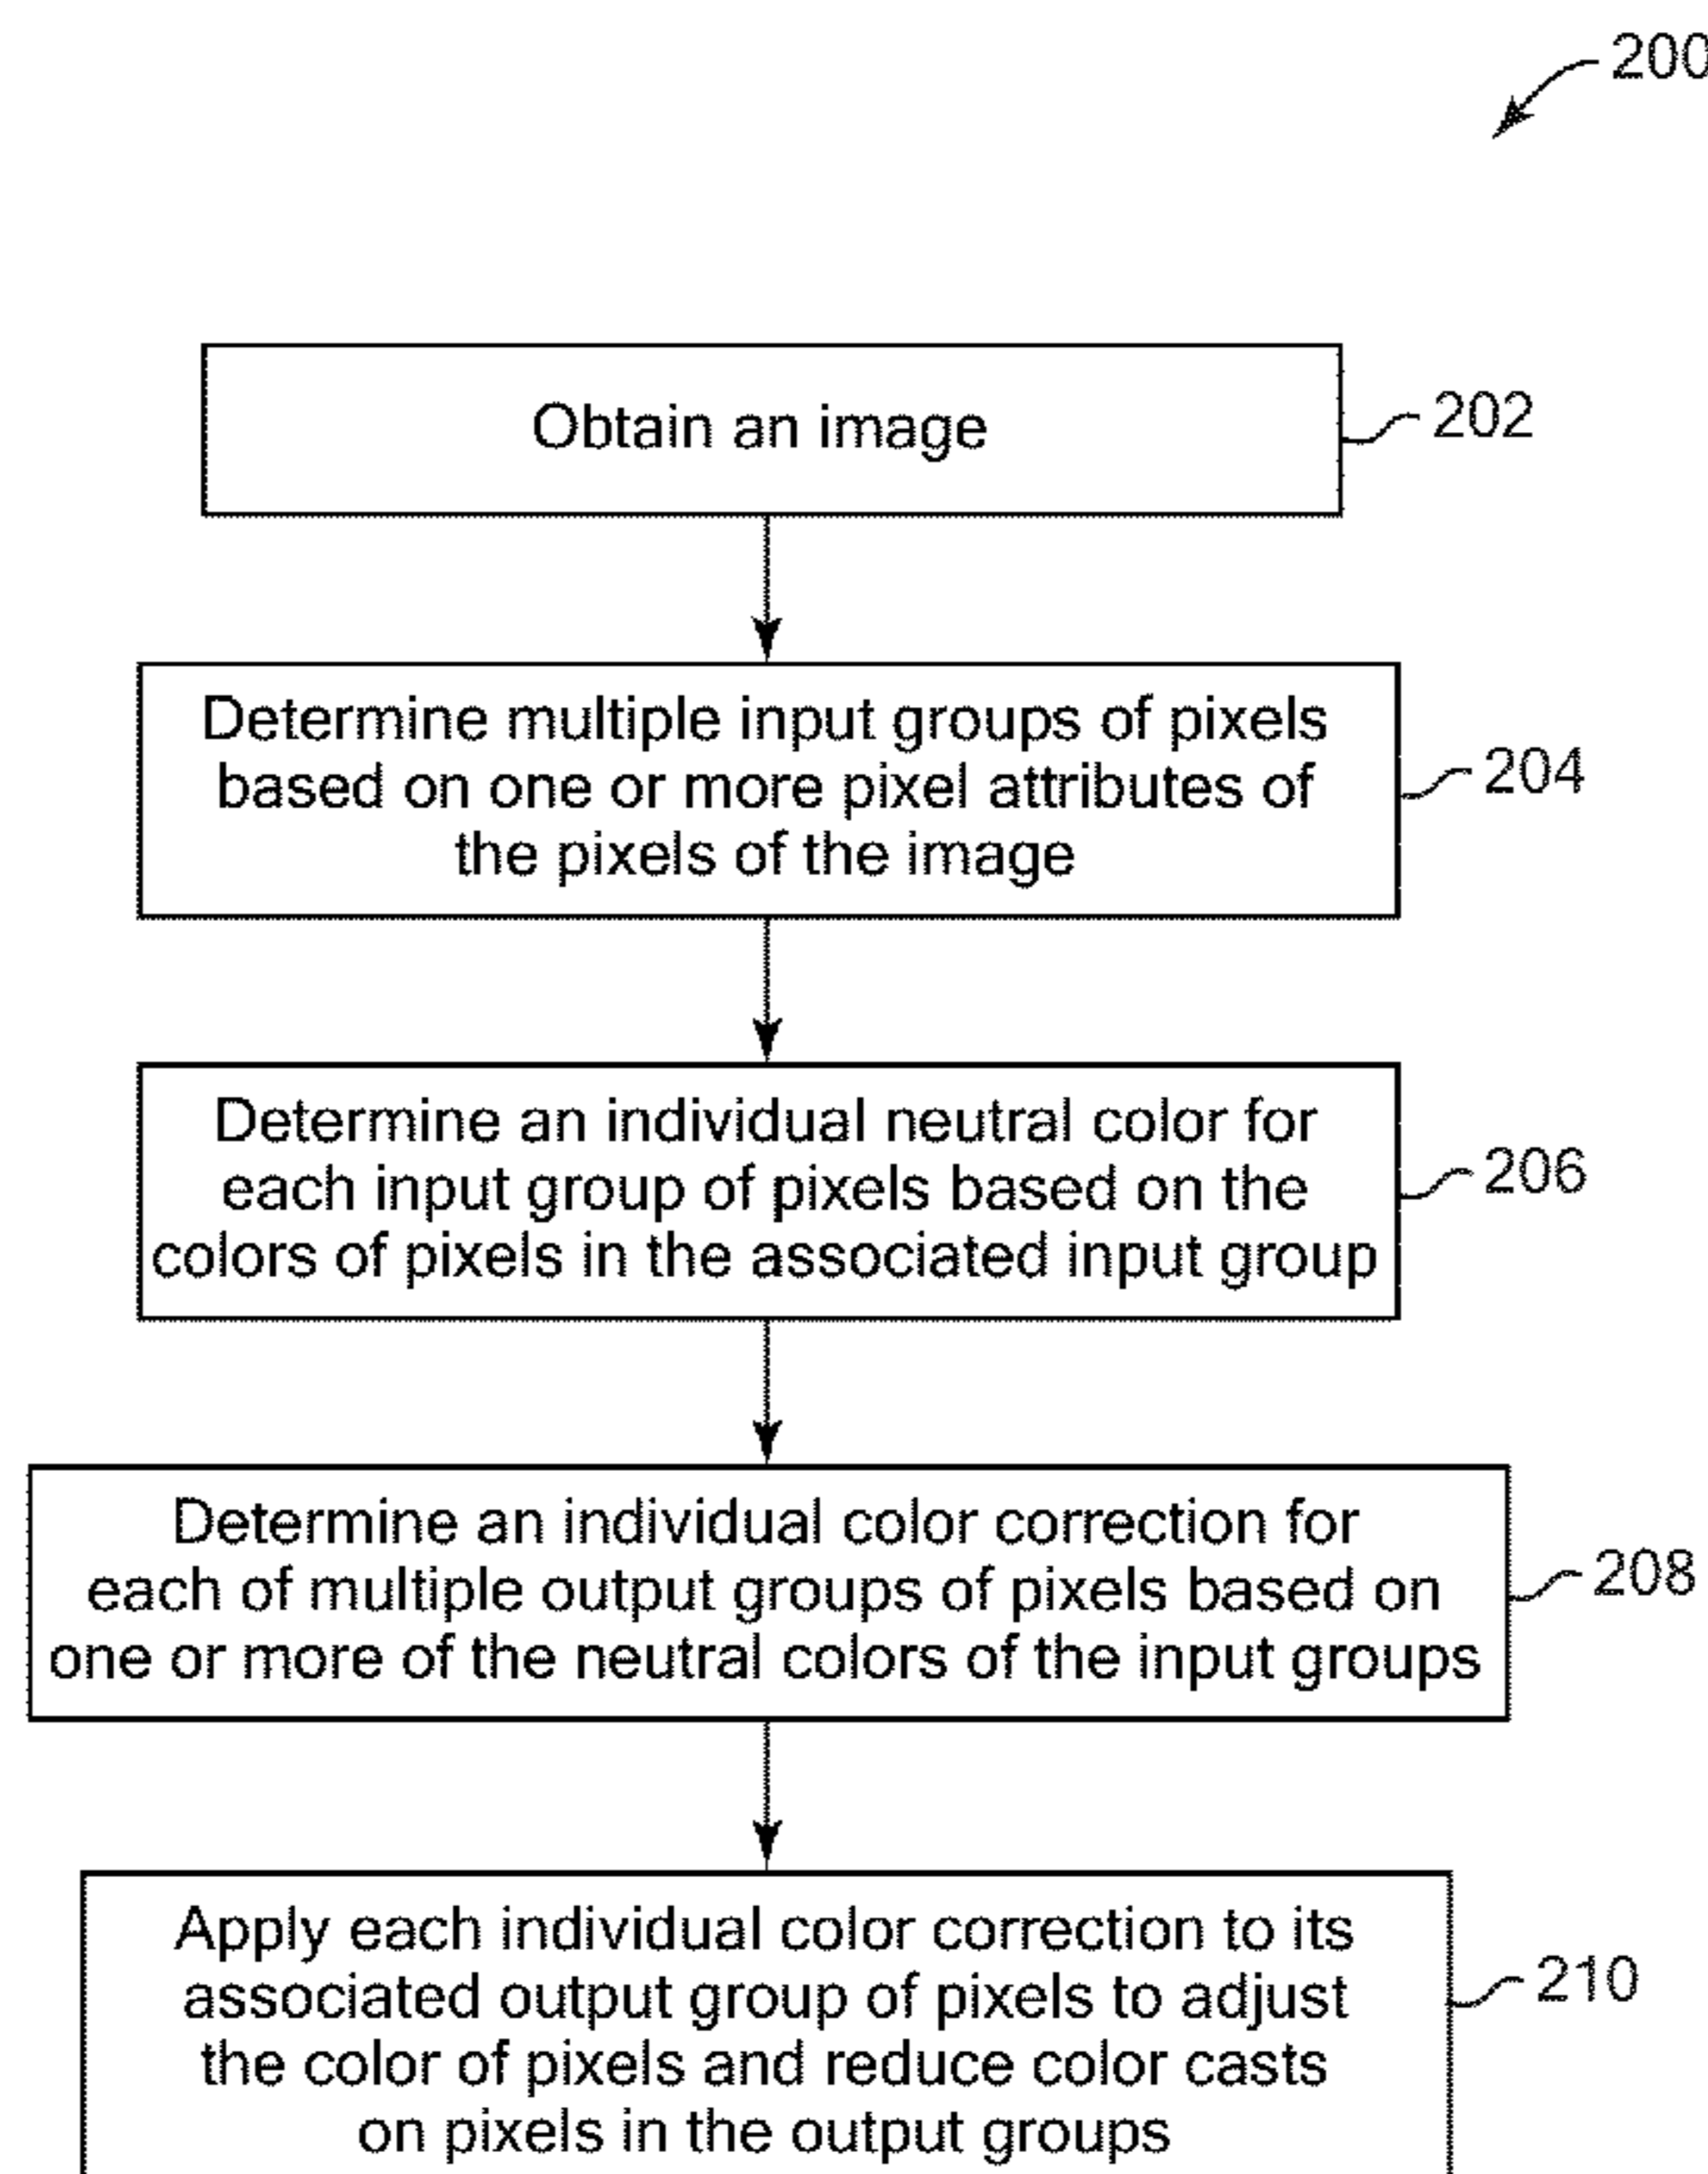 200
Obtain an image
202
Determine multiple input groups of pixels
based on one or more pixel attributes of
the pixels of the image
204
Determine an individual neutral color for
each input group of pixels based on the
colors of pixels in the associated input group
206
Determine an individual color correction for
each of multiple output groups of pixels based on
one or more of the neutral colors of the input groups
208
Apply each individual color correction to its
associated output group of pixels to adjust
the color of pixels and reduce color casts
on pixels in the output groups
210